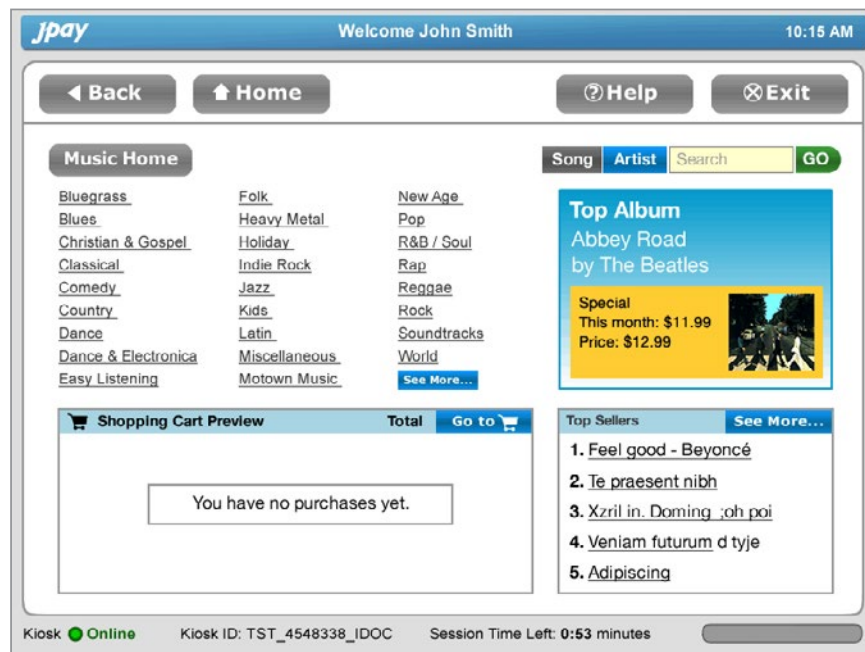 jpay
Welcome John Smith
10:15 AM
Back
Home
Help
Exit
Music Home
Song
Artist
Search
GO
Bluegrass
Blues
Christian & Gospel
Classical
Comedy
Country
Dance
Dance & Electronica
Easy Listening
Folk
Heavy Metal
Holiday
Indie Rock
Jazz
Kids
Latin
Miscellaneous
Motown Music
New Age
Pop
R&B / Soul
Rap
Reggae
Rock
Soundtracks
World
See More...
Top Album
Abbey Road
by The Beatles
Special
This month: $11.99
Price: $12.99
Shopping Cart Preview
Total
Go to
You have no purchases yet.
Top Sellers
See More...
1. Feel good - Beyoncé
2. Te praesent nibh
3. Xzril in. Doming ;oh poi
4. Veniam futurum d tyje
5. Adipiscing
Kiosk Online
Kiosk ID: TST_4548338_IDOC
Session Time Left: 0:53 minutes